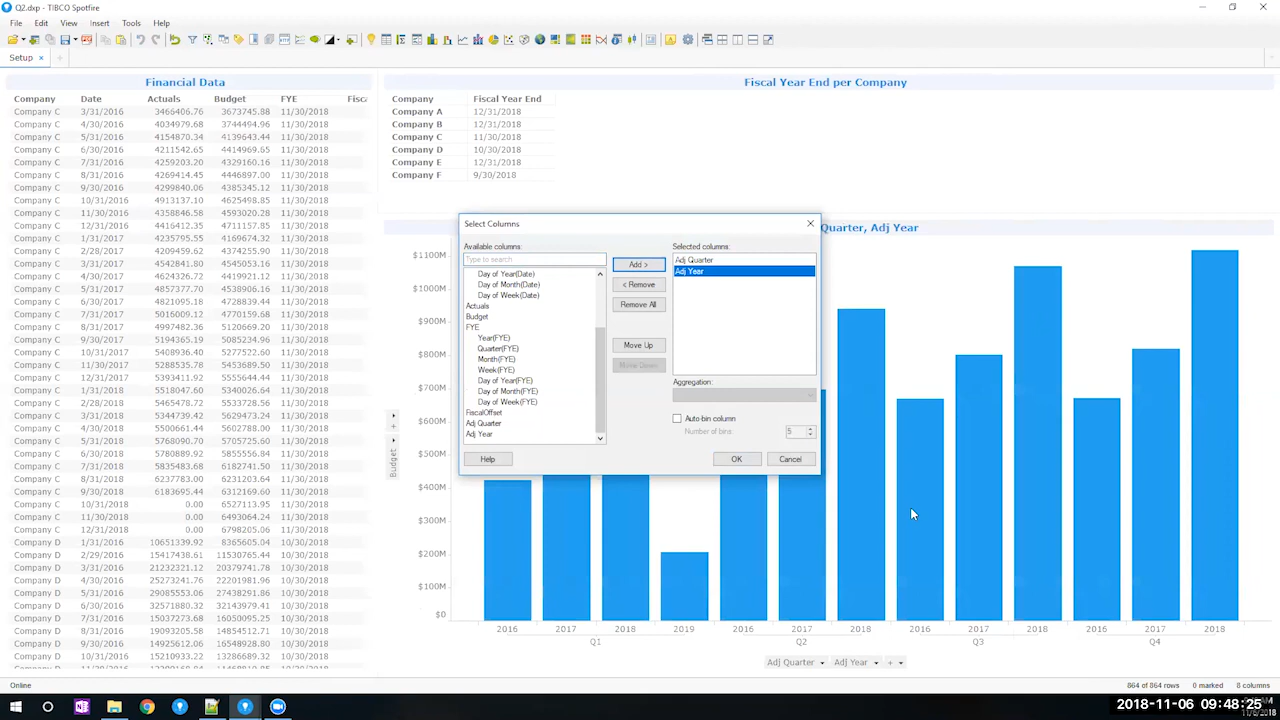 Q2.dxp - TIBCO Spotfire
File Edit View Insert Tools Help
Setup ×
Financial Data
Company Date Actuals Budget FYE
Company C 3/31/2016 3466406.76 3673745.88 11/30/2018
Company C 4/30/2016 4034979.68 3744494.96 11/30/2018
Company C 5/31/2016 4154870.34 4139643.44 11/30/2018
Company C 6/30/2016 4211542.65 4414969.65 11/30/2018
Company C 7/31/2016 4259203.20 4329160.16 11/30/2018
Company C 8/31/2016 4269414.45 4446897.00 11/30/2018
Company C 9/30/2016 4299840.06 4385345.12 11/30/2018
Company C 10/31/2016 4913137.10 4625498.85 11/30/2018
Company C 11/30/2016 4358846.58 4593020.28 11/30/2018
Company C 12/31/2016 4416412.35 4711157.51 11/30/2018
Company C 1/31/2017 4235795.55 4169674.32 11/30/2018
Company C 2/28/2017 4209459.62 4374255.90 11/30/2018
Company C 3/31/2017 4542841.80 4545053.16 11/30/2018
Company C 4/30/2017 4624326.72 4419921.12 11/30/2018
Company C 5/31/2017 4857377.70 4630318.50 11/30/2018
Company C 6/30/2017 4821095.18 4728839.44 11/30/2018
Company C 7/31/2017 5016009.12 4770159.68 11/30/2018
Company C 8/31/2017 4997482.36 5120669.20 11/30/2018
Company C 9/30/2017 5194365.19 5085234.96 11/30/2018
Company C 10/31/2017 5408936.40 5277522.60 11/30/2018
Company C 11/30/2017 5288535.78 5453689.50 11/30/2018
Company C 12/31/2017 5393411.92 5555644.44 11/30/2018
Company C 1/31/2018 5518047.60 5340026.64 11/30/2018
Company C 2/28/2018 5465478.72 5533728.56 11/30/2018
Company C 3/31/2018 5344739.42 5629473.24 11/30/2018
Company C 4/30/2018 5500661.44 5602788.00 11/30/2018
Company C 5/31/2018 5768090.70 5705725.60 11/30/2018
Company C 6/30/2018 5780889.92 5855556.84 11/30/2018
Company C 7/31/2018 5835483.68 6182741.50 11/30/2018
Company C 8/31/2018 6237783.00 6231203.64 11/30/2018
Company C 9/30/2018 6183695.44 6312169.60 11/30/2018
Company C 10/31/2018 0.00 6527113.95 11/30/2018
Company C 11/30/2018 0.00 6493064.24 11/30/2018
Company C 12/31/2018 0.00 6798205.06 11/30/2018
Company D 1/31/2016 10651339.92 8365605.04 10/30/2018
Company D 2/29/2016 15417438.61 11530765.44 10/30/2018
Company D 3/31/2016 21232321.12 20379741.78 10/30/2018
Company D 4/30/2016 25273241.76 22201981.96 10/30/2018
Company D 5/31/2016 29085553.06 27438291.86 10/30/2018
Company D 6/30/2016 32571880.32 32143979.41 10/30/2018
Company D 7/31/2016 15037273.68 16050095.25 10/30/2018
Company D 8/31/2016 19093205.58 14854512.71 10/30/2018
Company D 9/30/2016 14925612.06 16548928.80 10/30/2018
Company D 10/31/2016 13286689.32 10/30/2018
Fiscal Year End per Company
Company Fiscal Year End
Company A 12/31/2018
Company B 12/31/2018
Company C 11/30/2018
Company D 10/30/2018
Company E 12/31/2018
Company F 9/30/2018
Quarter, Adj Year
$1100M
$1000M
$900M
$800M
$700M
$600M
$500M
$400M
$300M
$200M
$100M
$0
Budget
2016 2017 2018 2019 2016 2017 2018 2016 2017 2018 2016 2017 2018
Q1 Q2 Q3 Q4
Adj Quarter Adj Year +
Select Columns
Available columns:
Type to search
Day of Year(Date)
Day of Month(Date)
Day of Week(Date)
Actuals
Budget
FYE
Year(FYE)
Quarter(FYE)
Month(FYE)
Week(FYE)
Day of Year(FYE)
Day of Month(FYE)
Day of Week(FYE)
FiscalOffset
Adj Quarter
Adj Year
Add >
< Remove
Remove All
Move Up
Move Down
Selected columns:
Adj Quarter
Adj Year
Aggregation:
Auto-bin column
Number of bins: 5
Help OK Cancel
Online 864 of 864 rows 0 marked 8 columns
2018-11-06 09:48:25